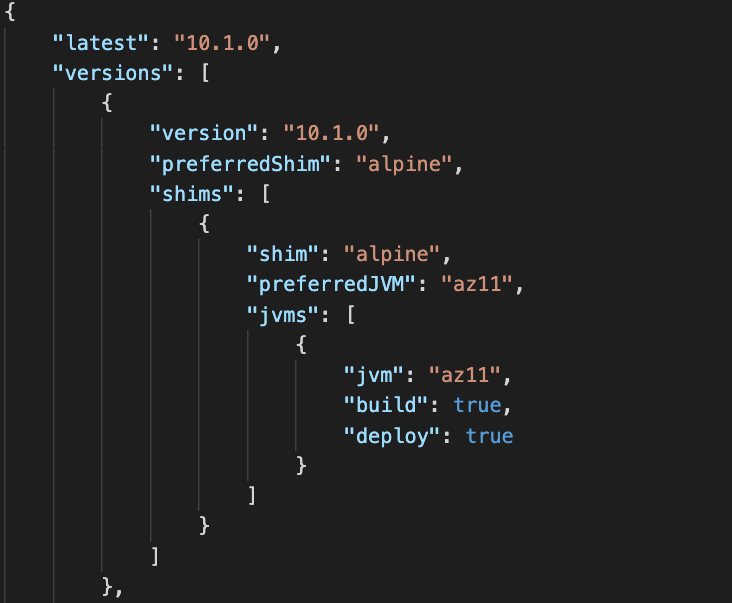 {
    "latest": "10.1.0",
    "versions": [
        {
            "version": "10.1.0",
            "preferredShim": "alpine",
            "shims": [
                {
                    "shim": "alpine",
                    "preferredJVM": "az11",
                    "jvms": [
                        {
                            "jvm": "az11",
                            "build": true,
                            "deploy": true
                        }
                    ]
                }
            ]
        },